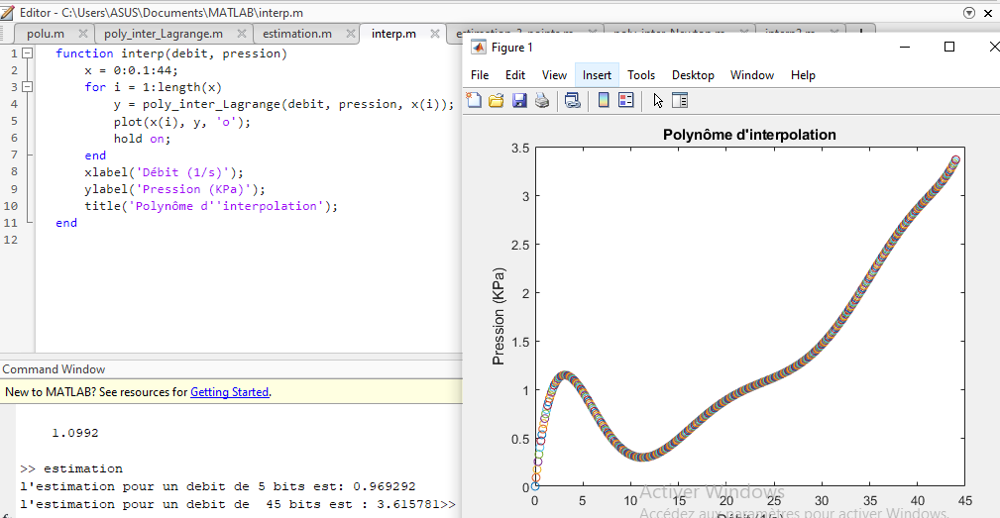 Editor - C:\Users\ASUS\Documents\MATLAB\interp.m
polu.m poly_inter_Lagrange.m estimation.m interp.m
1 function interp(debit, pression)
2 x = 0:0.1:44;
3 for i = 1:length(x)
4 y = poly_inter_Lagrange(debit, pression, x(i));
5 plot(x(i), y, 'o');
6 hold on;
7 end
8 xlabel('Débit (1/s)');
9 ylabel('Pression (KPa)');
10 title('Polynôme d''interpolation');
11 end
12
Figure 1
File Edit View Insert Tools Desktop Window Help
Polynôme d'interpolation
3.5
3
2.5
2
1.5
1
0.5
0
Pression (KPa)
0 5 10 15 20 25 30 35 40 45
Activer Windows
Accédez aux paramètres pour activer Windows.
Command Window
New to MATLAB? See resources for Getting Started.
1.0992
>> estimation
l'estimation pour un debit de 5 bits est: 0.969292
l'estimation pour un debit de 45 bits est : 3.615781>>